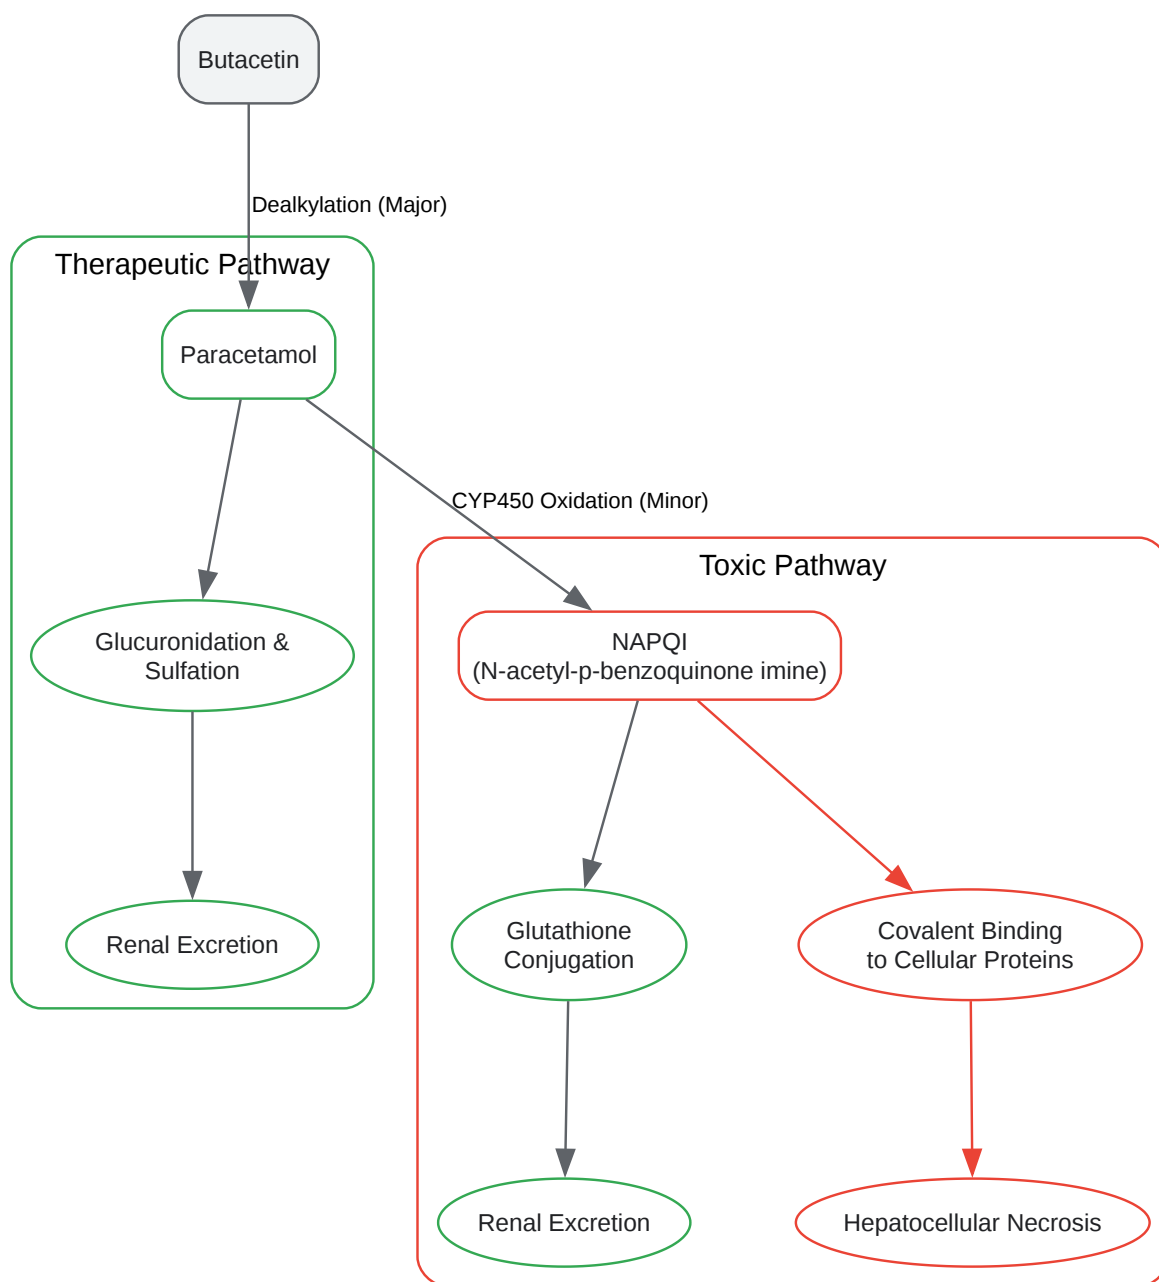 Butacetin
Dealkylation (Major)
Therapeutic Pathway
Paracetamol
CYP450 Oxidation (Minor)
Toxic Pathway
NAPQI
(N-acetyl-p-benzoquinone imine)
Glucuronidation &
Sulfation
Glutathione
Conjugation
Covalent Binding
to Cellular Proteins
Renal Excretion
Renal Excretion
Hepatocellular Necrosis